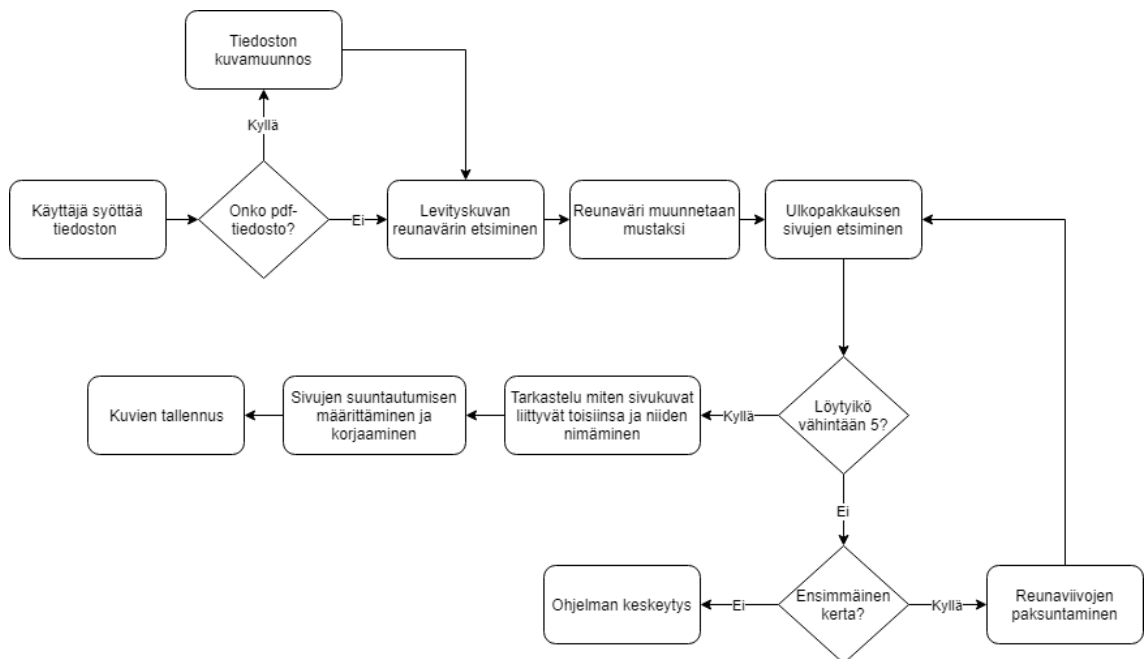 Tiedoston
kuvamuunnos
Kyllä
Käyttäjä syöttää
tiedoston
Onko pdf-
tiedosto?
Ei
Levityskuvan
reunavärin etsiminen
Reunaväri muunnetaan
mustaksi
Ulkopakkauksen
sivujen etsiminen
Kuvien tallennus
Sivujen suuntautumisen
määrittäminen ja
korjaaminen
Tarkastelu miten sivukuvat
liittyvät toisiinsa ja niiden
nimäminen
Kyllä
Löytyikö
vähintään 5?
Ei
Ohjelman keskeytys
Ei
Ensimmäinen
kerta?
Kyllä
Reunaviivojen
paksuntaminen